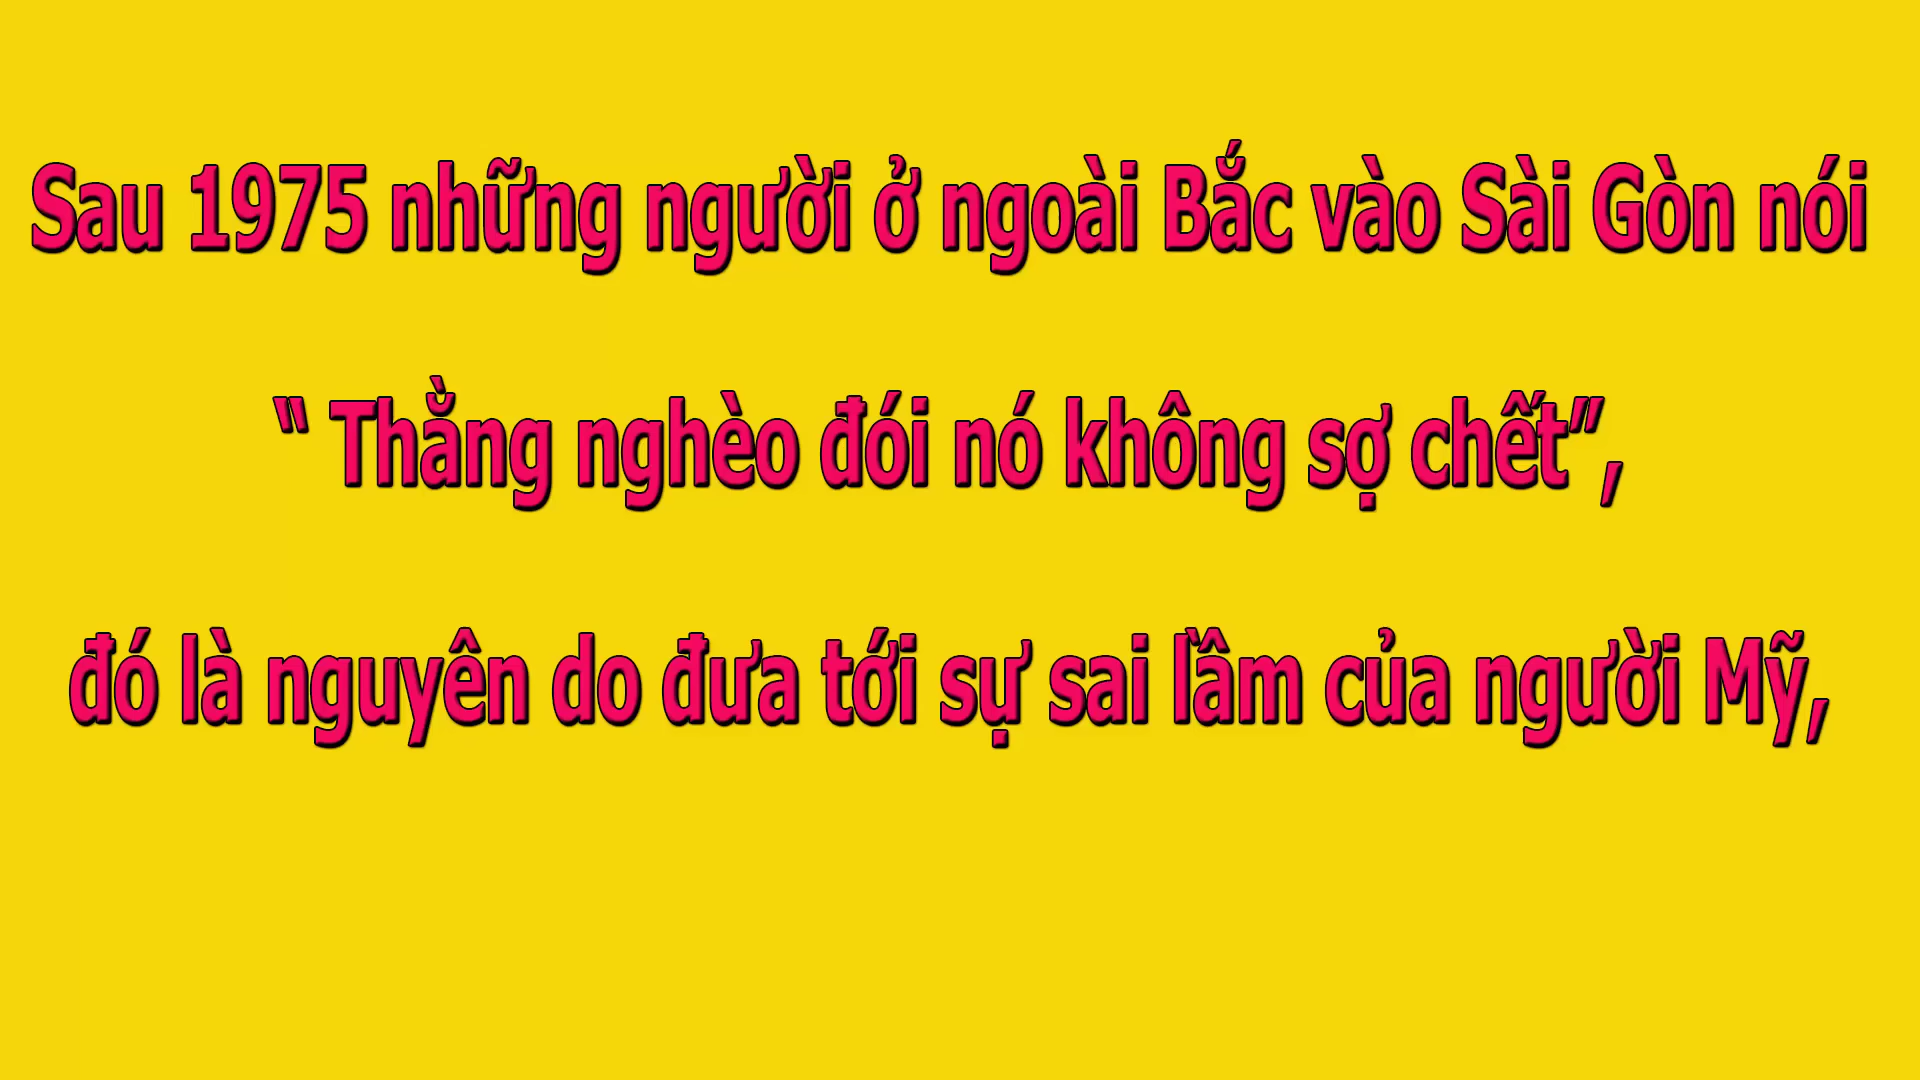 Sau 1975 những người ở ngoài Bắc vào Sài Gòn nói
“ Thằng nghèo đói nó không sợ chết”,
đó là nguyên do đưa tới sự sai lầm của người Mỹ,